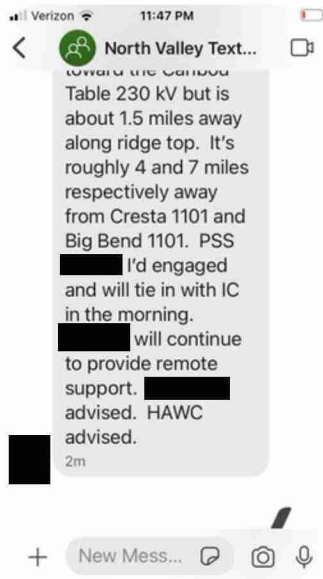 Verizon 11:47 PM
North Valley Text...
toward the Caribou
Table 230 kV but is
about 1.5 miles away
along ridge top.  It's
roughly 4 and 7 miles
respectively away
from Cresta 1101 and
Big Bend 1101.  PSS
I'd engaged
and will tie in with IC
in the morning.
will continue
to provide remote
support.
advised.  HAWC
advised.
2m
New Mess...